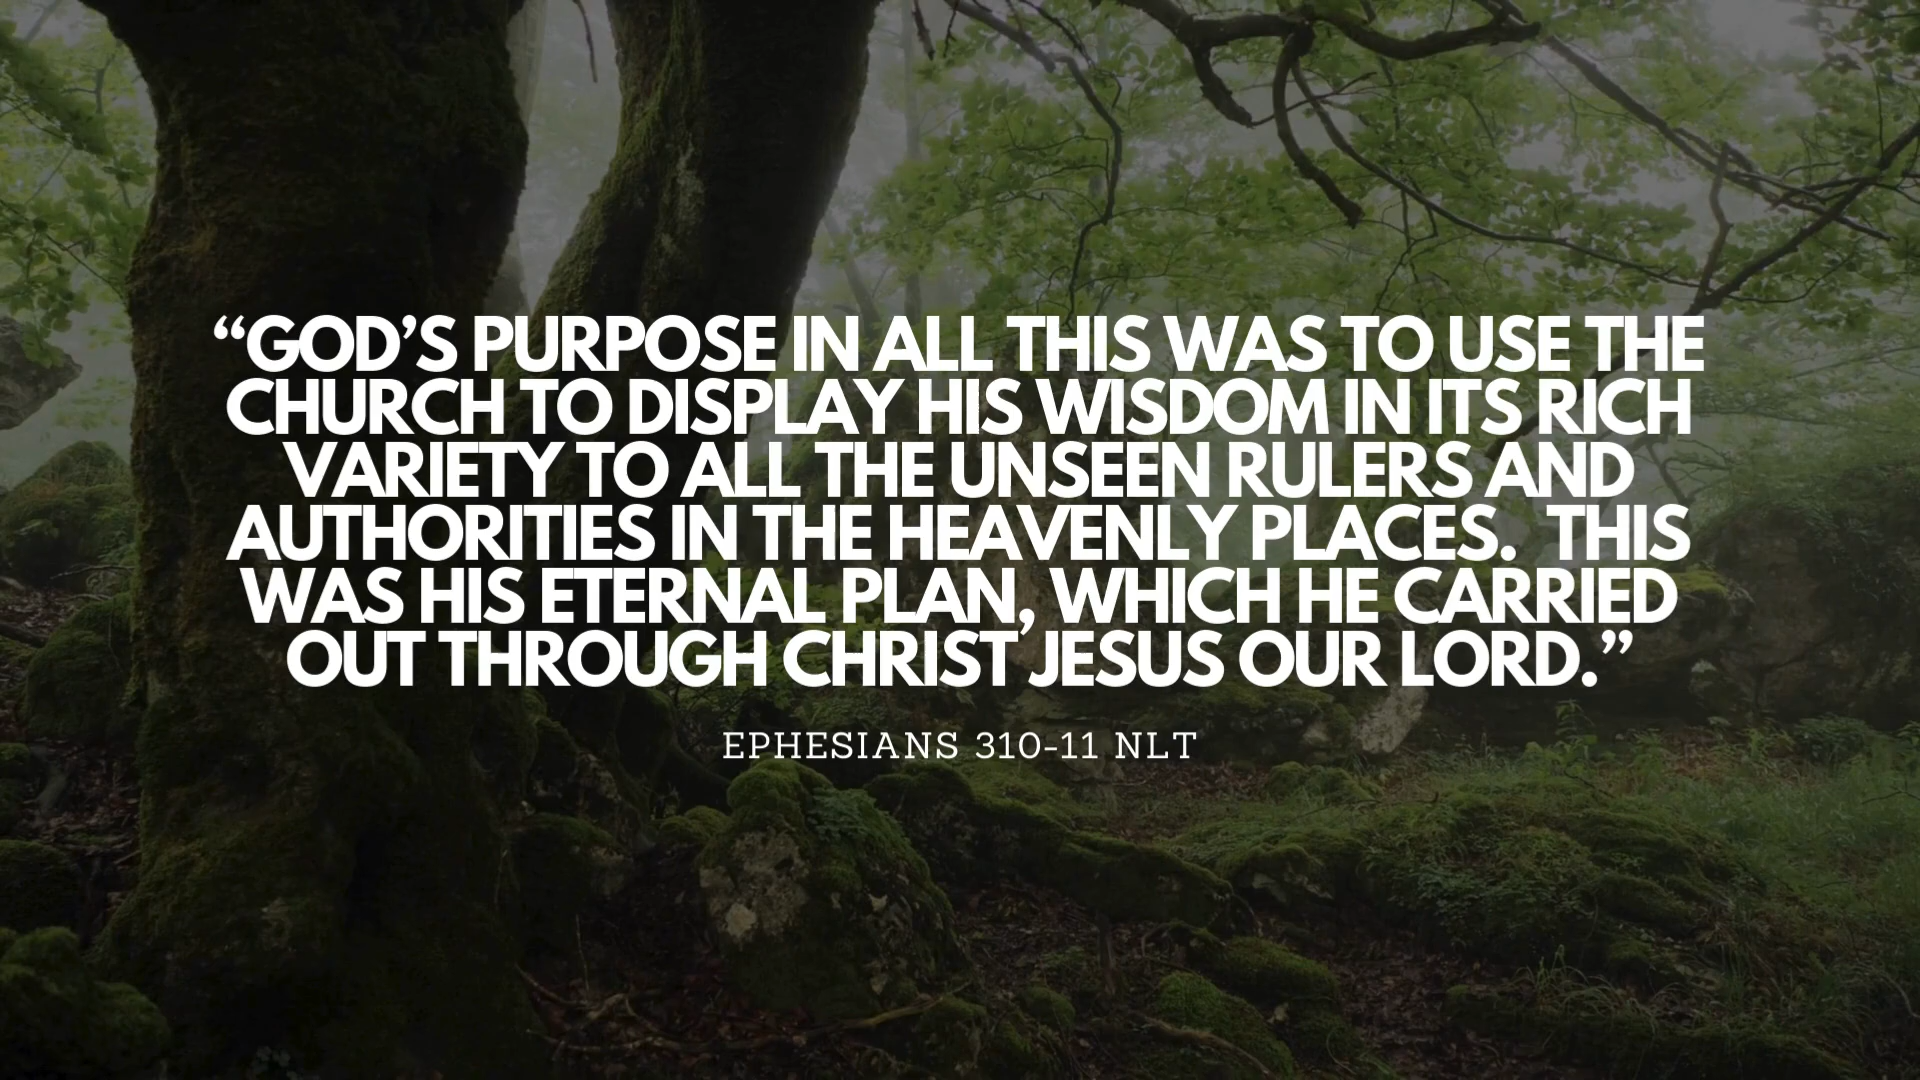 “GOD’S PURPOSE IN ALL THIS WAS TO USE THE
CHURCH TO DISPLAY HIS WISDOM IN ITS RICH
VARIETY TO ALL THE UNSEEN RULERS AND
AUTHORITIES IN THE HEAVENLY PLACES.  THIS
WAS HIS ETERNAL PLAN, WHICH HE CARRIED
OUT THROUGH CHRIST JESUS OUR LORD.”
EPHESIANS 310-11 NLT